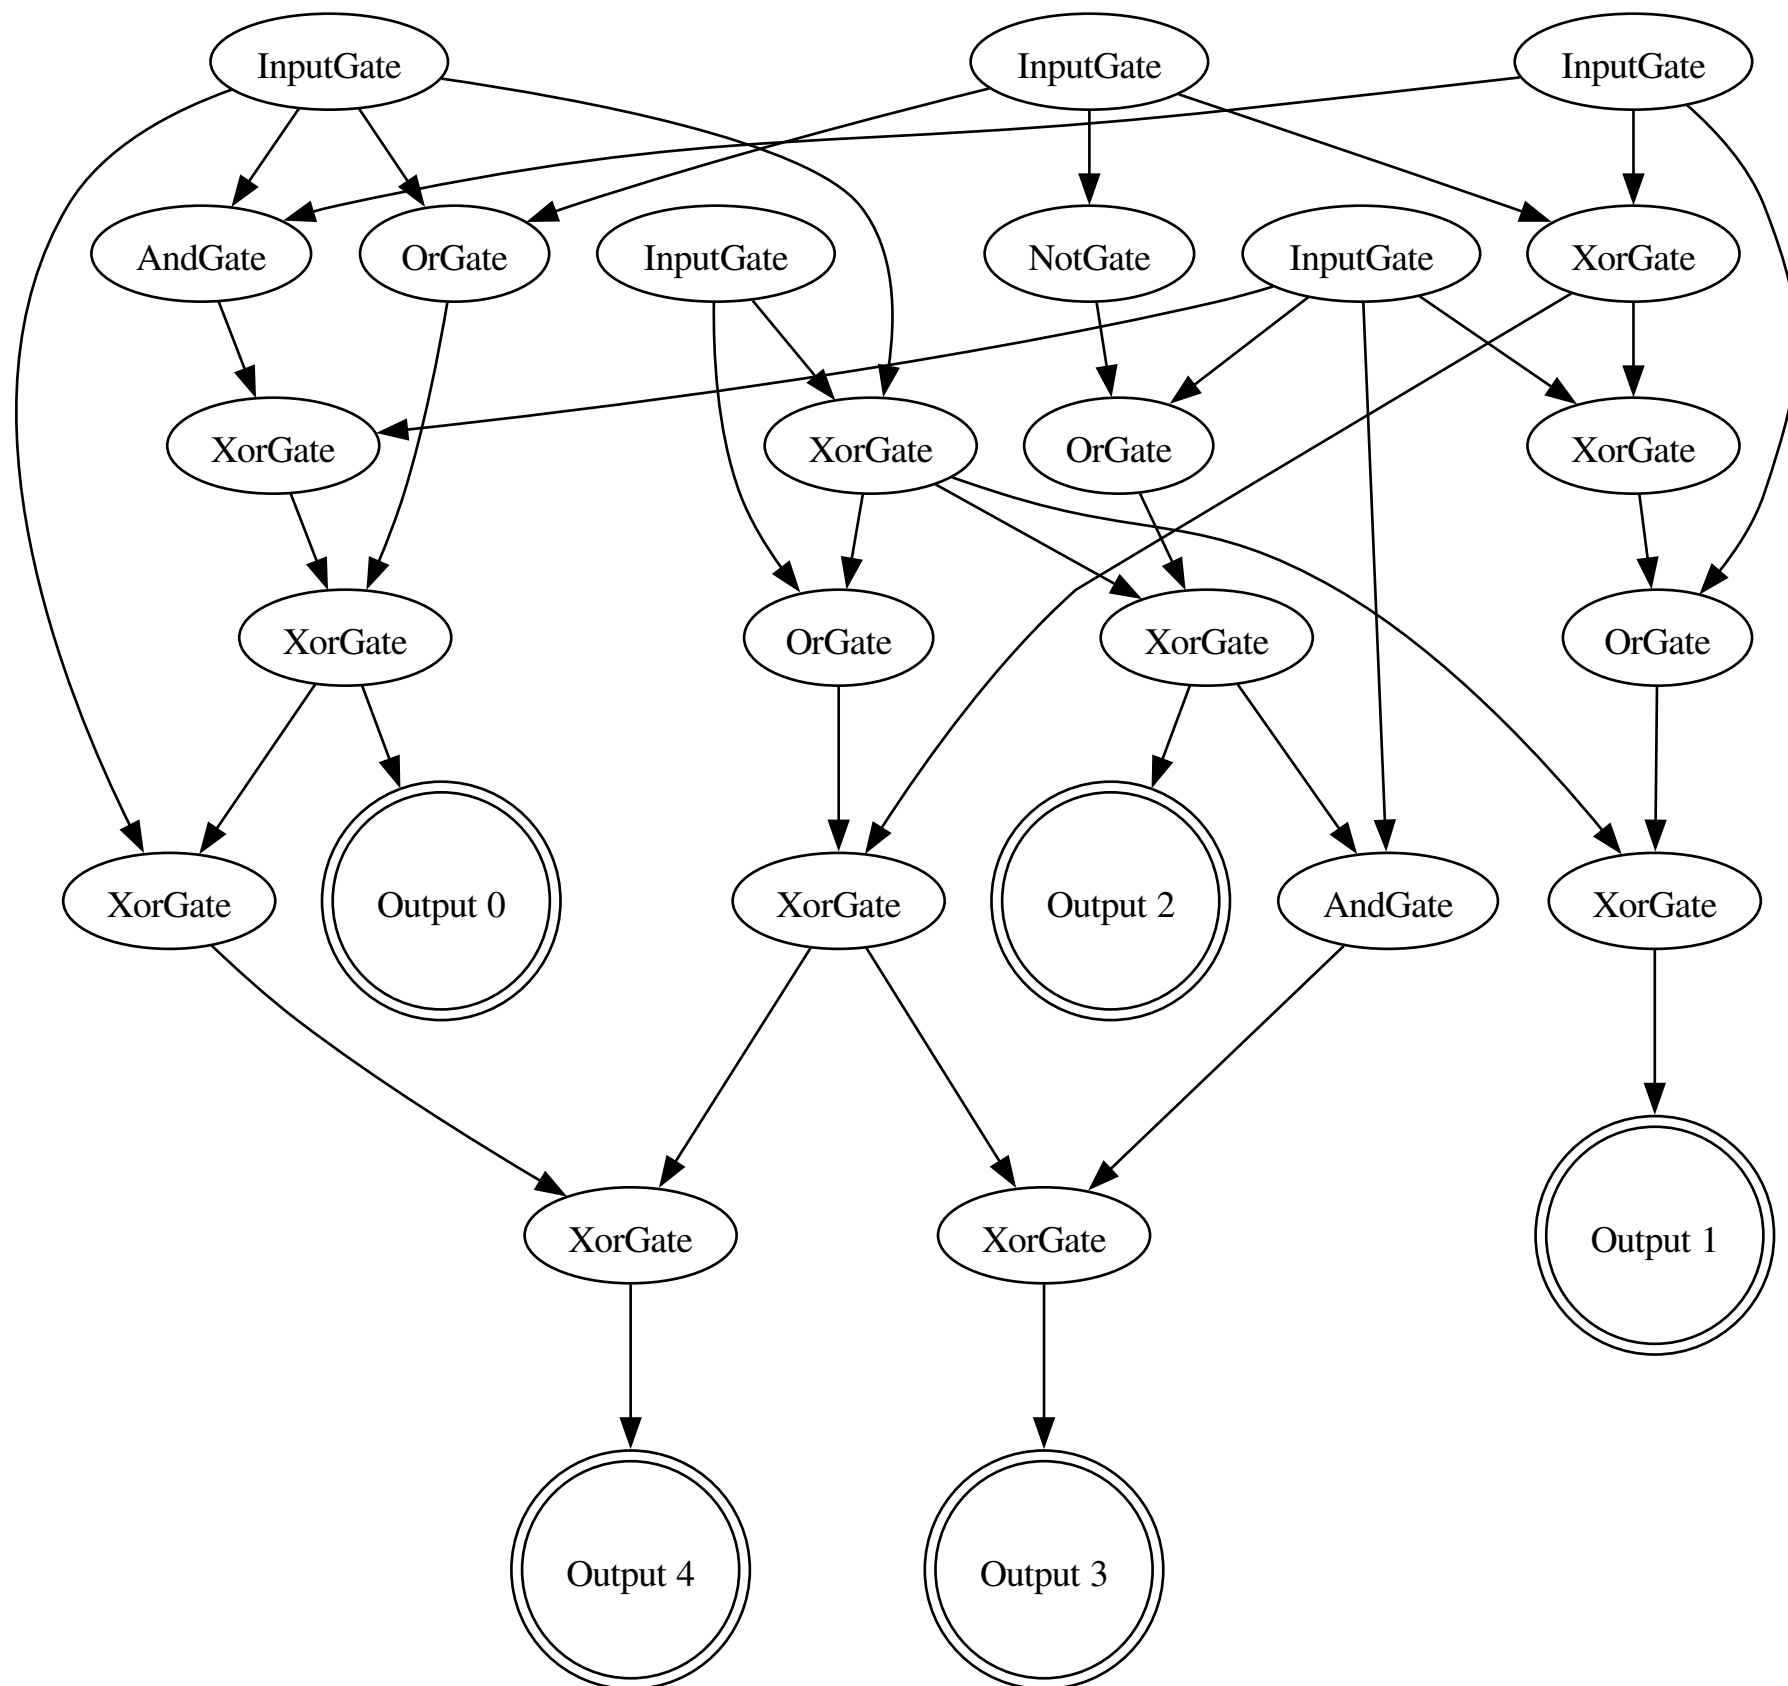 InputGate
InputGate
InputGate
AndGate
OrGate
InputGate
NotGate
InputGate
XorGate
XorGate
XorGate
OrGate
XorGate
XorGate
OrGate
XorGate
OrGate
XorGate
Output 0
XorGate
Output 2
AndGate
XorGate
XorGate
XorGate
Output 1
Output 4
Output 3